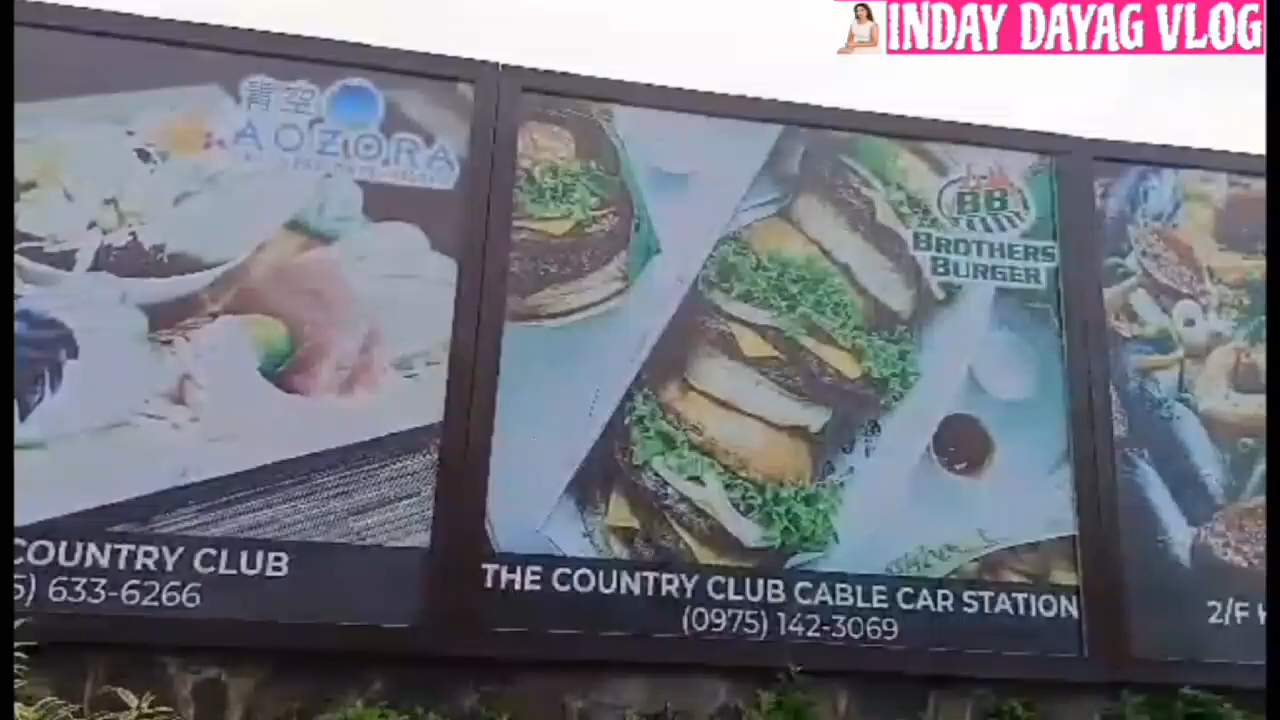 INDAY DAYAG VLOG
青空
AOZORA
COUNTRY CLUB
5) 633-6266
BB
BROTHERS
BURGER
THE COUNTRY CLUB CABLE CAR STATION
(0975) 142-3069
2/F